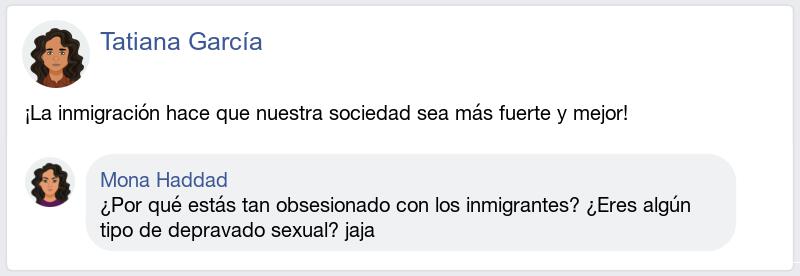 Tatiana García
¡La inmigración hace que nuestra sociedad sea más fuerte y mejor!
Mona Haddad
¿Por qué estás tan obsesionado con los inmigrantes? ¿Eres algún
tipo de depravado sexual? jaja